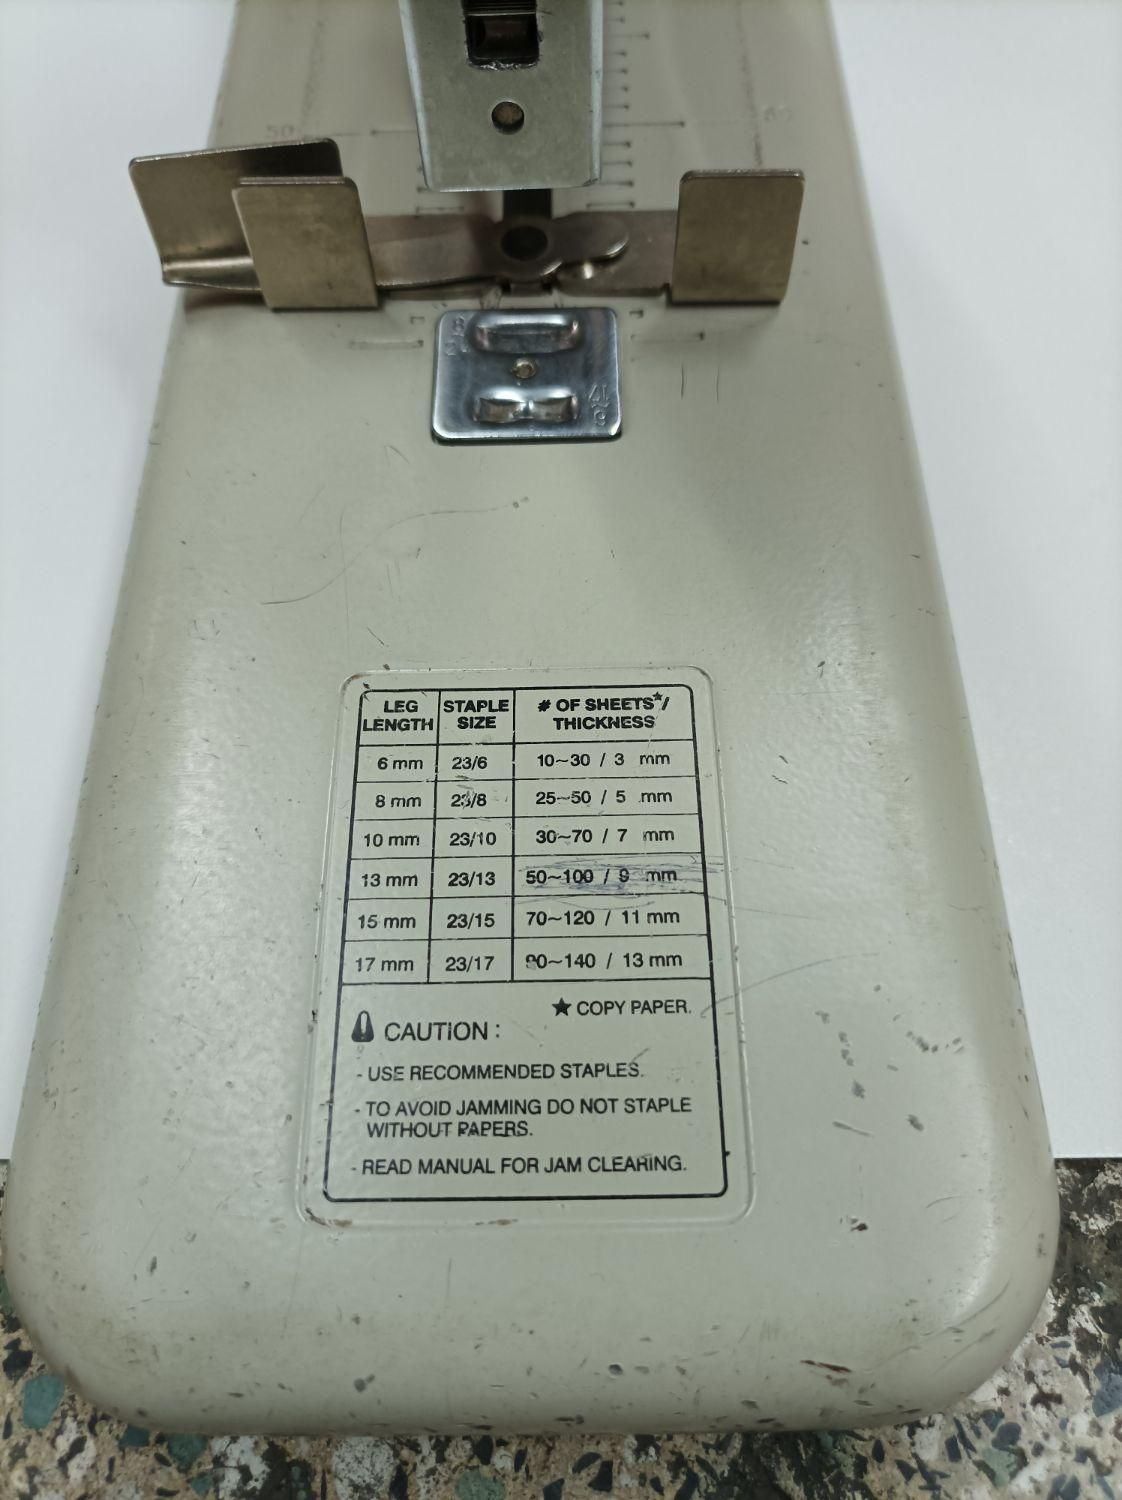 50
LEG LENGTH STAPLE SIZE # OF SHEETS★/ THICKNESS
6 mm 23/6 10~30 / 3 mm
8 mm 23/8 25~50 / 5 mm
10 mm 23/10 30~70 / 7 mm
13 mm 23/13 50~100 / 9 mm
15 mm 23/15 70~120 / 11 mm
17 mm 23/17 90~140 / 13 mm
★ COPY PAPER.
CAUTION :
- USE RECOMMENDED STAPLES.
- TO AVOID JAMMING DO NOT STAPLE
WITHOUT PAPERS.
- READ MANUAL FOR JAM CLEARING.